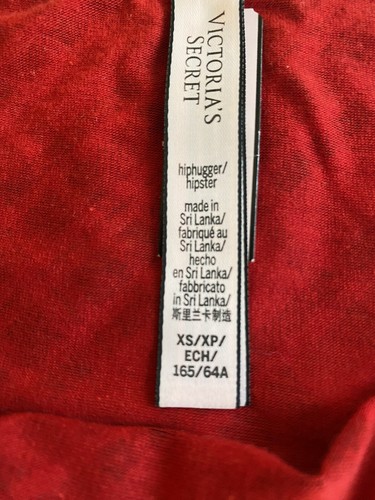 VICTORIA'S
SECRET
hiphugger/
hipster
made in
Sri Lanka/
fabriqué au
Sri Lanka/
hecho
en Sri Lanka/
fabbricato
in Sri Lanka/
斯里兰卡制造
XS/XP/
ECH/
165/64A